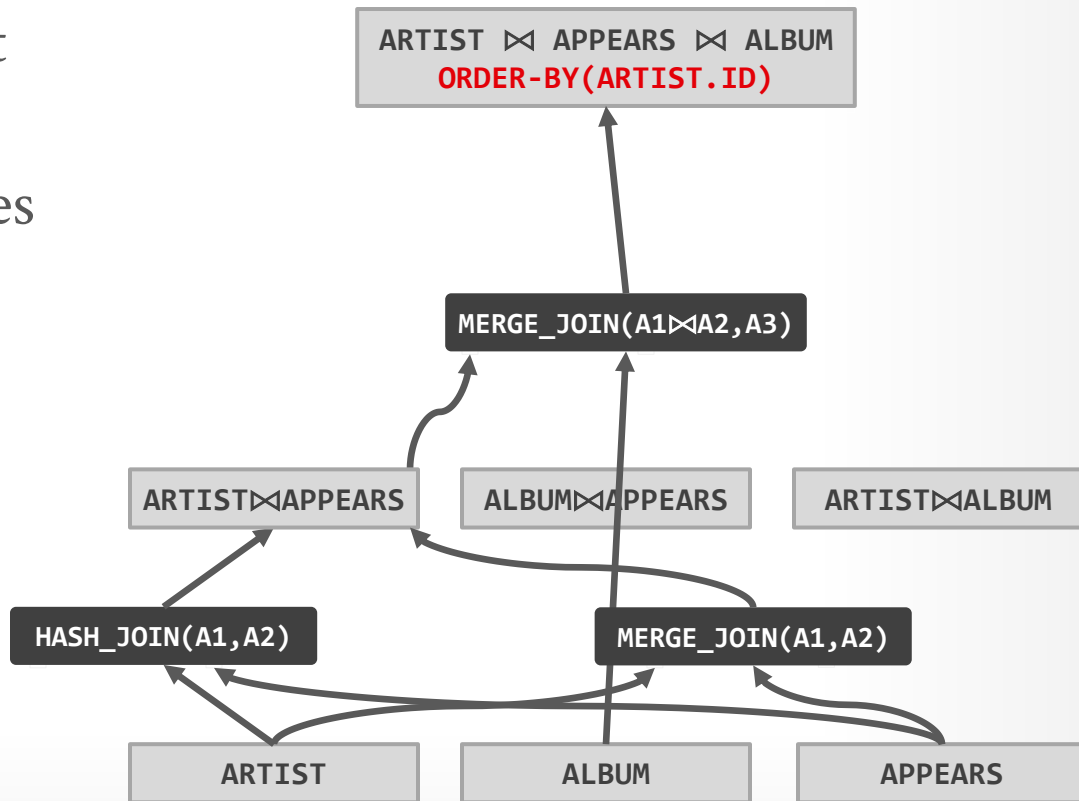 t
es
ARTIST ⋈ APPEARS ⋈ ALBUM
ORDER-BY(ARTIST.ID)
MERGE_JOIN(A1⋈A2,A3)
ARTIST⋈APPEARS
ALBUM⋈APPEARS
ARTIST⋈ALBUM
HASH_JOIN(A1,A2)
MERGE_JOIN(A1,A2)
ARTIST
ALBUM
APPEARS